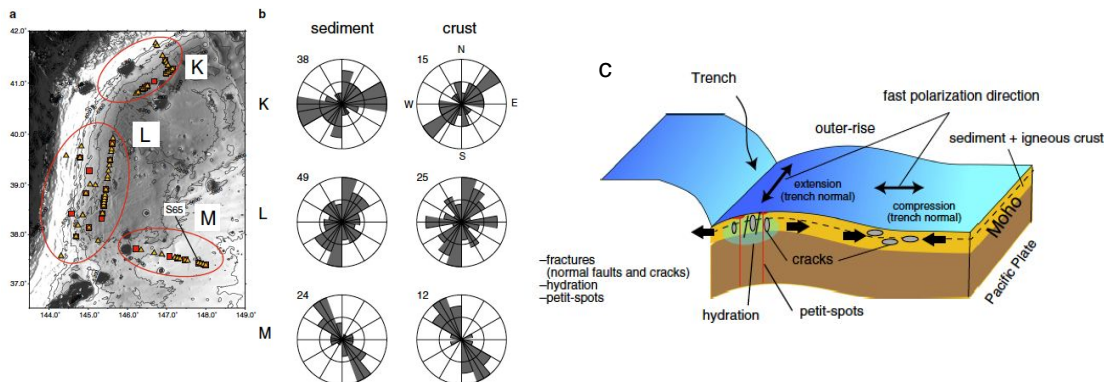 a
42.0°
41.0°
40.0°
39.0°
38.0°
37.0°
144.0°
145.0°
146.0°
147.0°
148.0°
149.0°
K
L
M
S65
b
sediment
crust
K
38
15
N
W
E
S
L
49
25
M
24
12
C
Trench
outer-rise
fast polarization direction
sediment + igneous crust
extension
(trench normal)
compression
(trench normal)
Moho
Pacific Plate
cracks
–fractures
(normal faults and cracks)
–hydration
–petit-spots
hydration
petit-spots